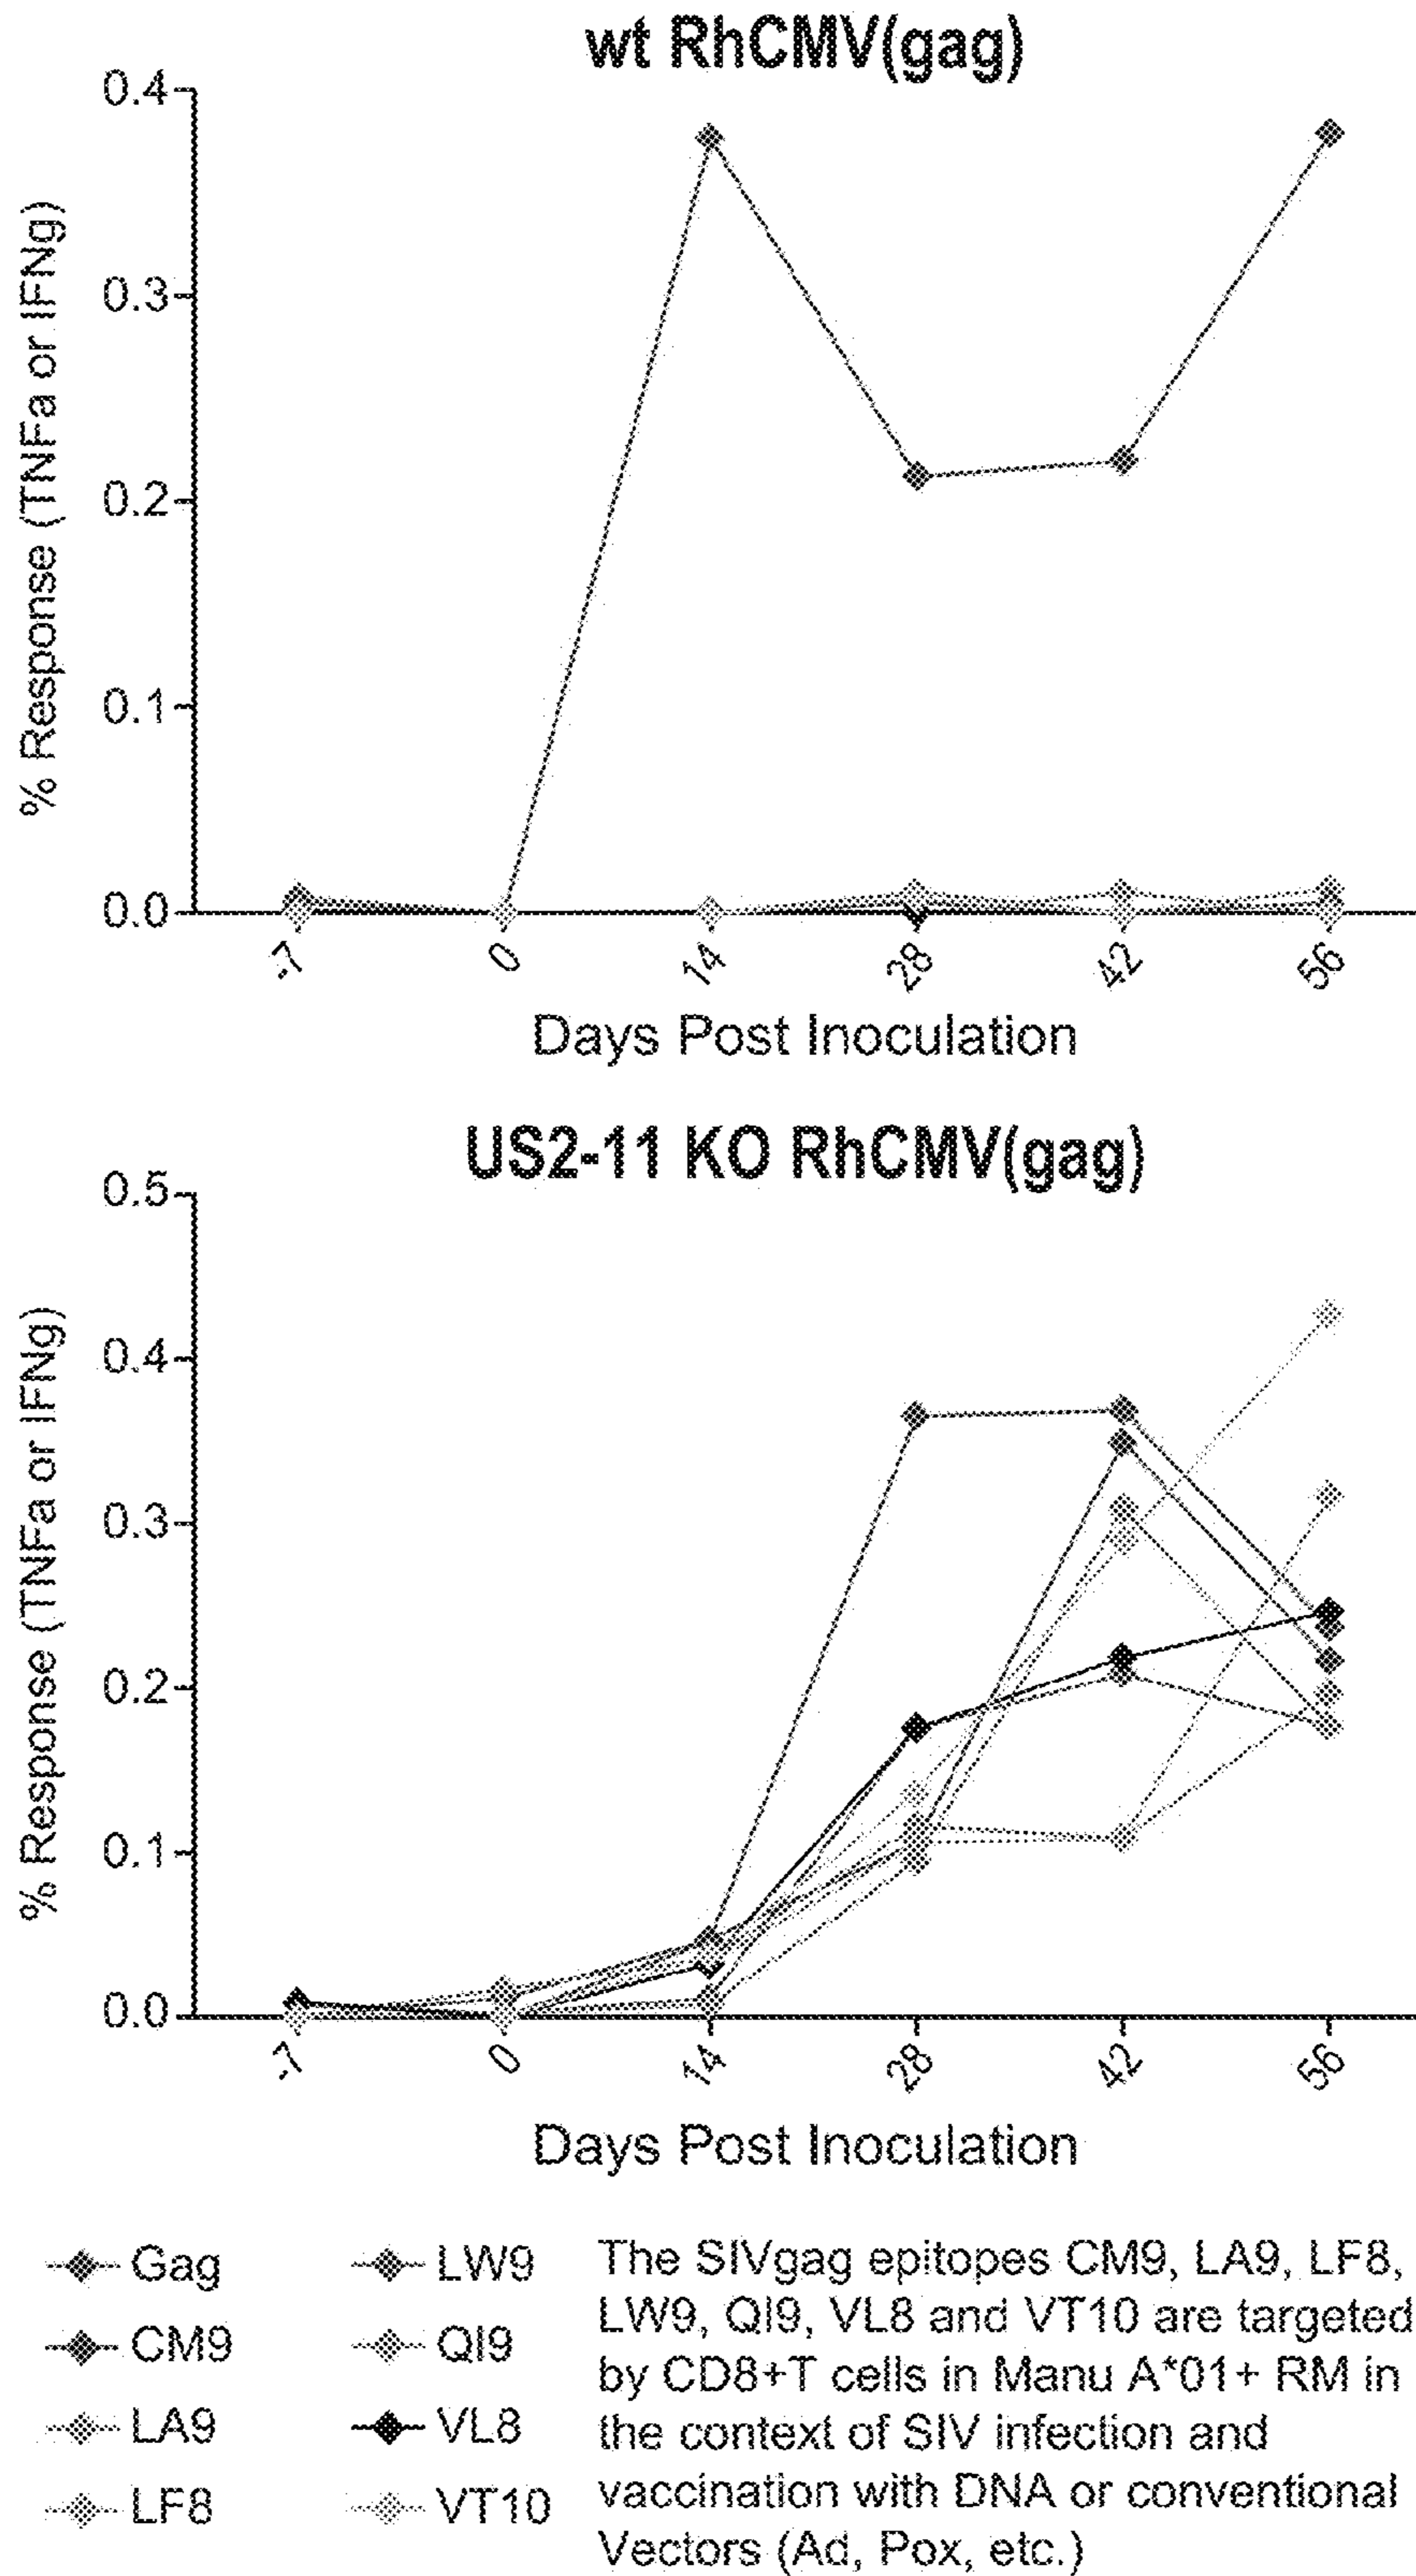 wt RhCMV(gag)
% Response (TNFa or IFNg)
0.4
0.3
0.2
0.1
0.0
-7 0 14 28 42 56
Days Post Inoculation
US2-11 KO RhCMV(gag)
% Response (TNFa or IFNg)
0.5
0.4
0.3
0.2
0.1
0.0
-7 0 14 28 42 56
Days Post Inoculation
Gag
CM9
LA9
LF8
LW9
QI9
VL8
VT10
The SIVgag epitopes CM9, LA9, LF8,
LW9, QI9, VL8 and VT10 are targeted
by CD8+T cells in Manu A*01+ RM in
the context of SIV infection and
vaccination with DNA or conventional
Vectors (Ad, Pox, etc.)